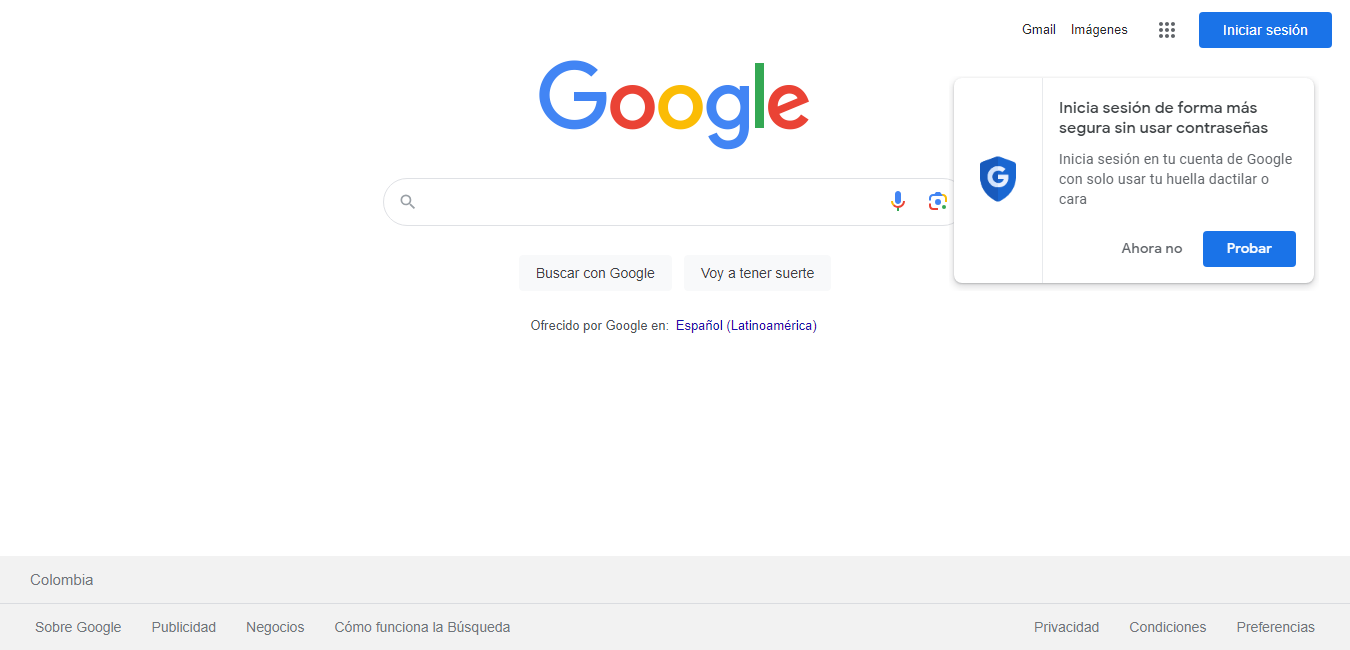 Gmail Imágenes Iniciar sesión
Google
Inicia sesión de forma más
segura sin usar contraseñas
Inicia sesión en tu cuenta de Google
con solo usar tu huella dactilar o
cara
Ahora no Probar
G
Buscar con Google Voy a tener suerte
Ofrecido por Google en: Español (Latinoamérica)
Colombia
Sobre Google Publicidad Negocios Cómo funciona la Búsqueda Privacidad Condiciones Preferencias